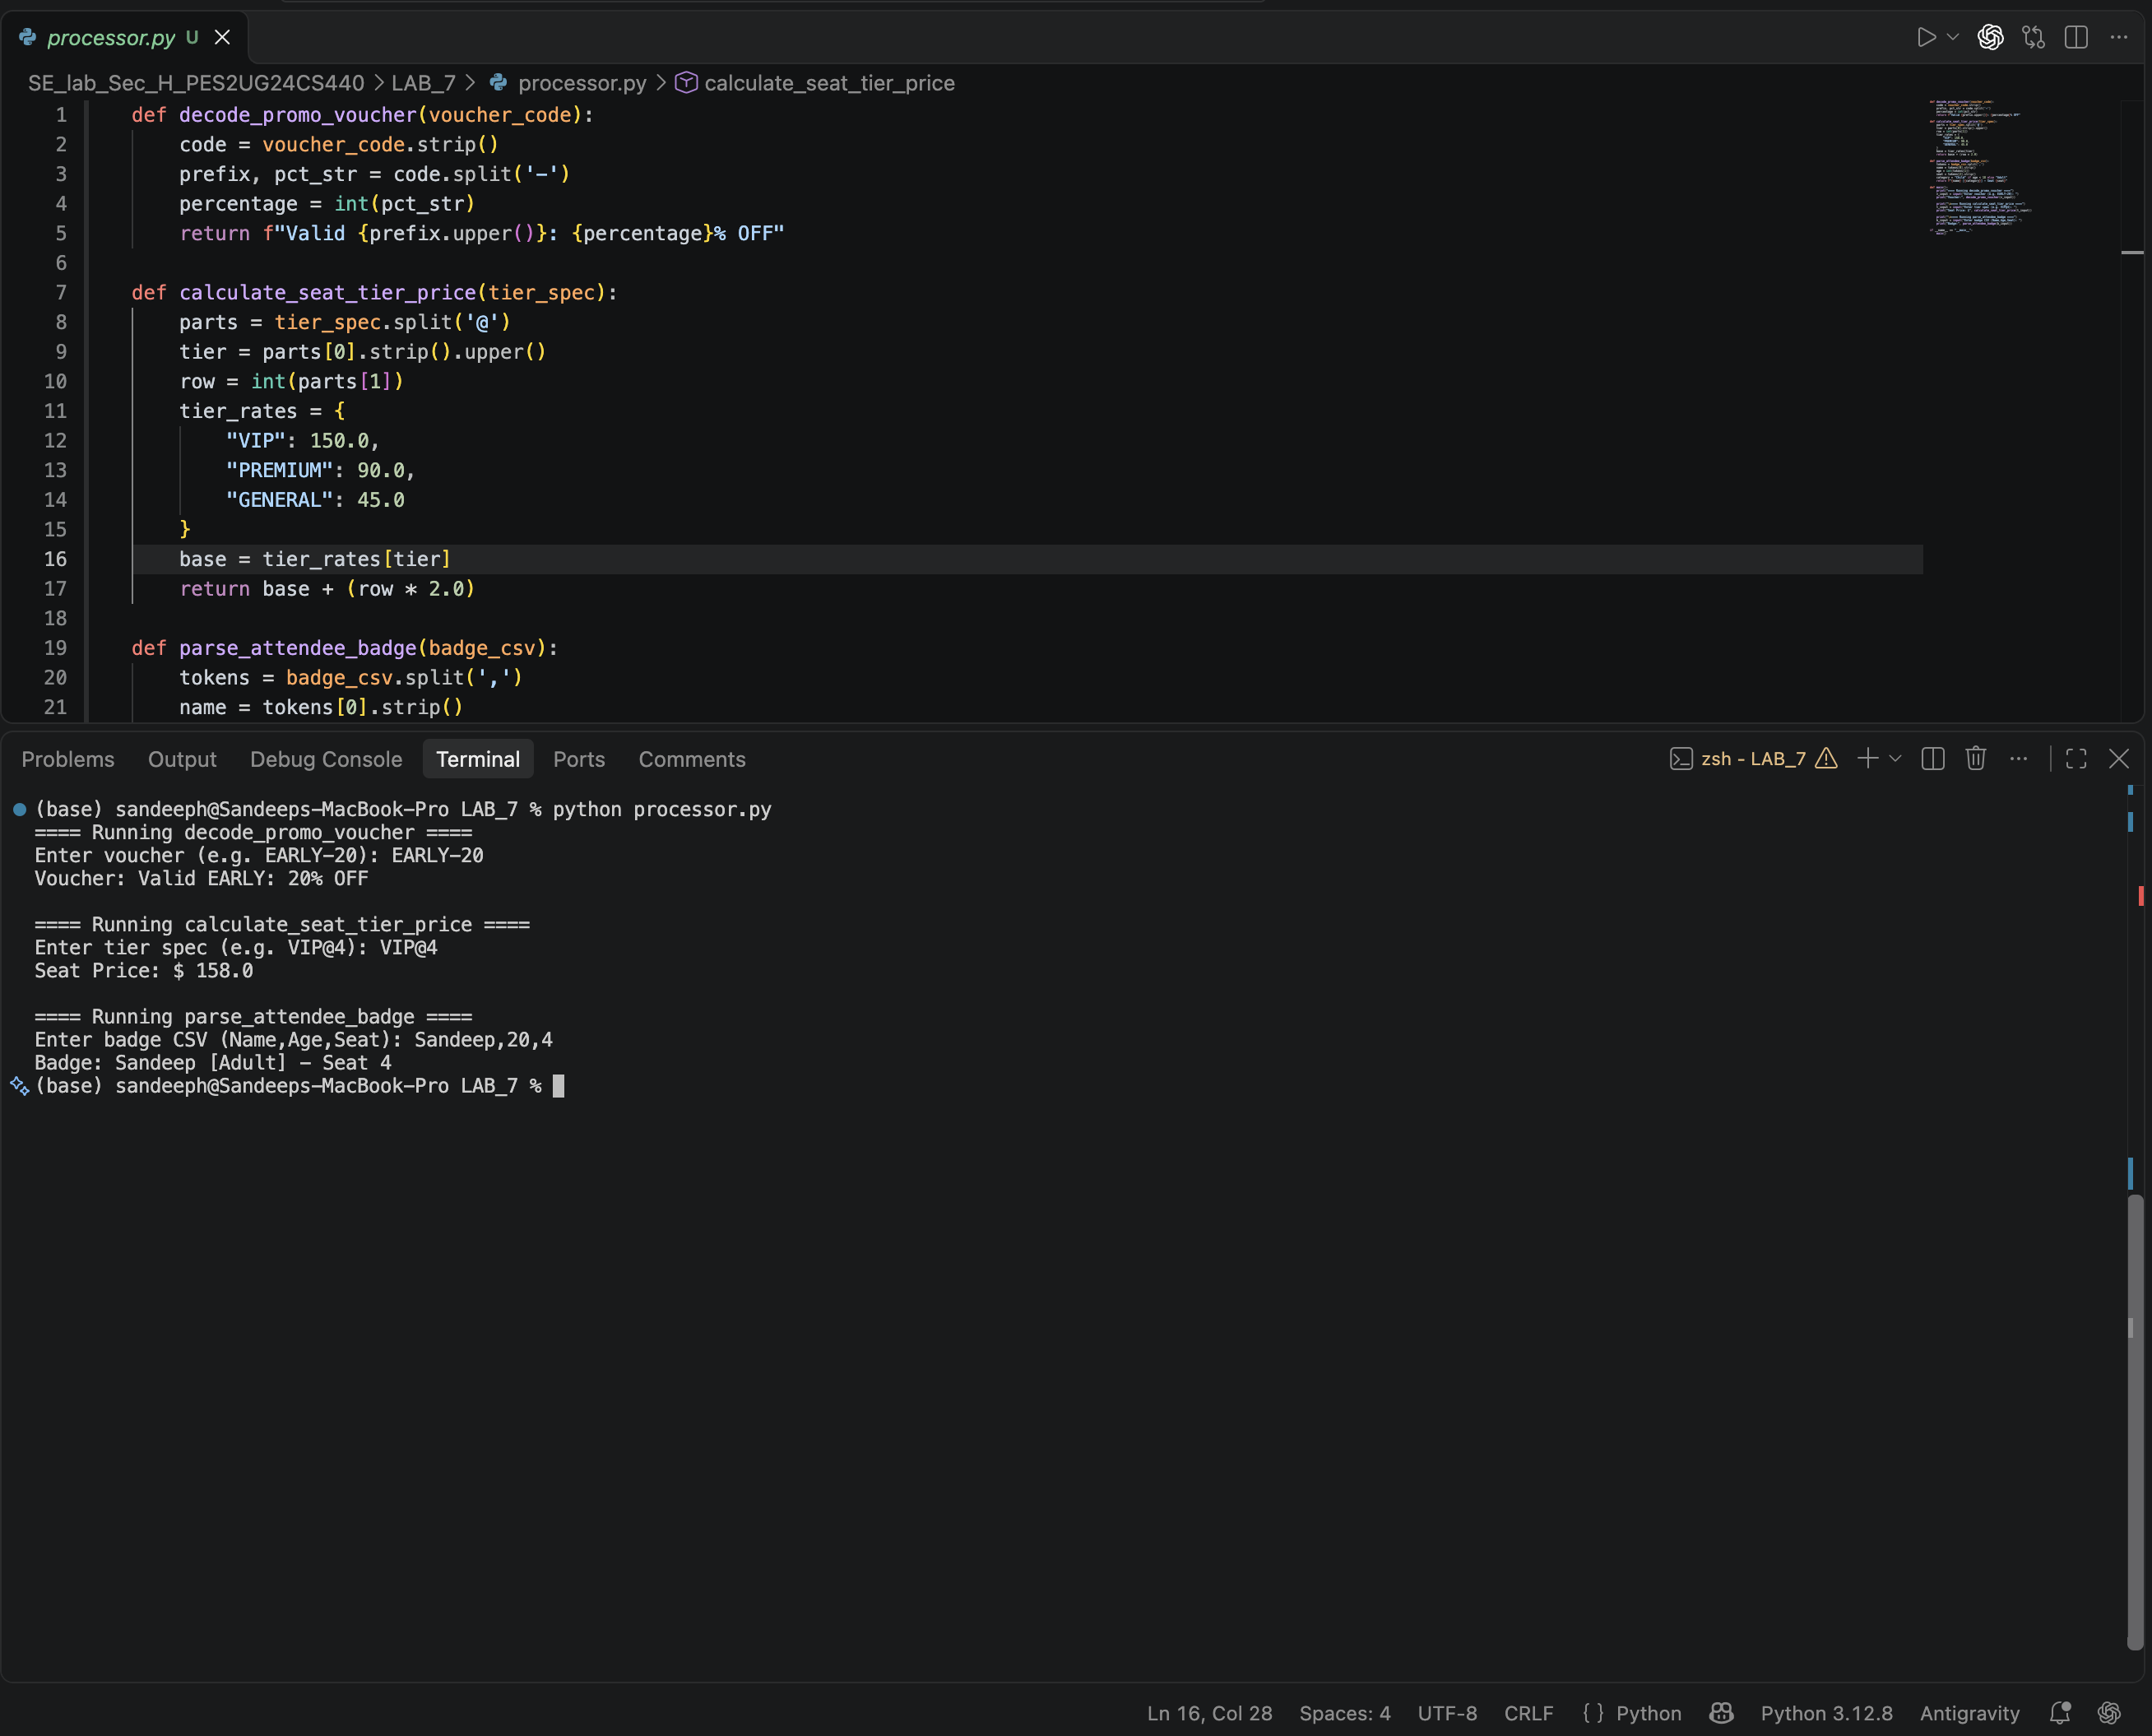 processor.py U
SE_lab_Sec_H_PES2UG24CS440 > LAB_7 > processor.py > calculate_seat_tier_price
1 def decode_promo_voucher(voucher_code):
2     code = voucher_code.strip()
3     prefix, pct_str = code.split('-')
4     percentage = int(pct_str)
5     return f"Valid {prefix.upper()}: {percentage}% OFF"
6
7 def calculate_seat_tier_price(tier_spec):
8     parts = tier_spec.split('@')
9     tier = parts[0].strip().upper()
10     row = int(parts[1])
11     tier_rates = {
12         "VIP": 150.0,
13         "PREMIUM": 90.0,
14         "GENERAL": 45.0
15     }
16     base = tier_rates[tier]
17     return base + (row * 2.0)
18
19 def parse_attendee_badge(badge_csv):
20     tokens = badge_csv.split(',')
21     name = tokens[0].strip()
Problems Output Debug Console Terminal Ports Comments zsh - LAB_7
(base) sandeeph@Sandeeps-MacBook-Pro LAB_7 % python processor.py
==== Running decode_promo_voucher ====
Enter voucher (e.g. EARLY-20): EARLY-20
Voucher: Valid EARLY: 20% OFF
==== Running calculate_seat_tier_price ====
Enter tier spec (e.g. VIP@4): VIP@4
Seat Price: $ 158.0
==== Running parse_attendee_badge ====
Enter badge CSV (Name,Age,Seat): Sandeep,20,4
Badge: Sandeep [Adult] - Seat 4
(base) sandeeph@Sandeeps-MacBook-Pro LAB_7 %
Ln 16, Col 28 Spaces: 4 UTF-8 CRLF {} Python Python 3.12.8 Antigravity